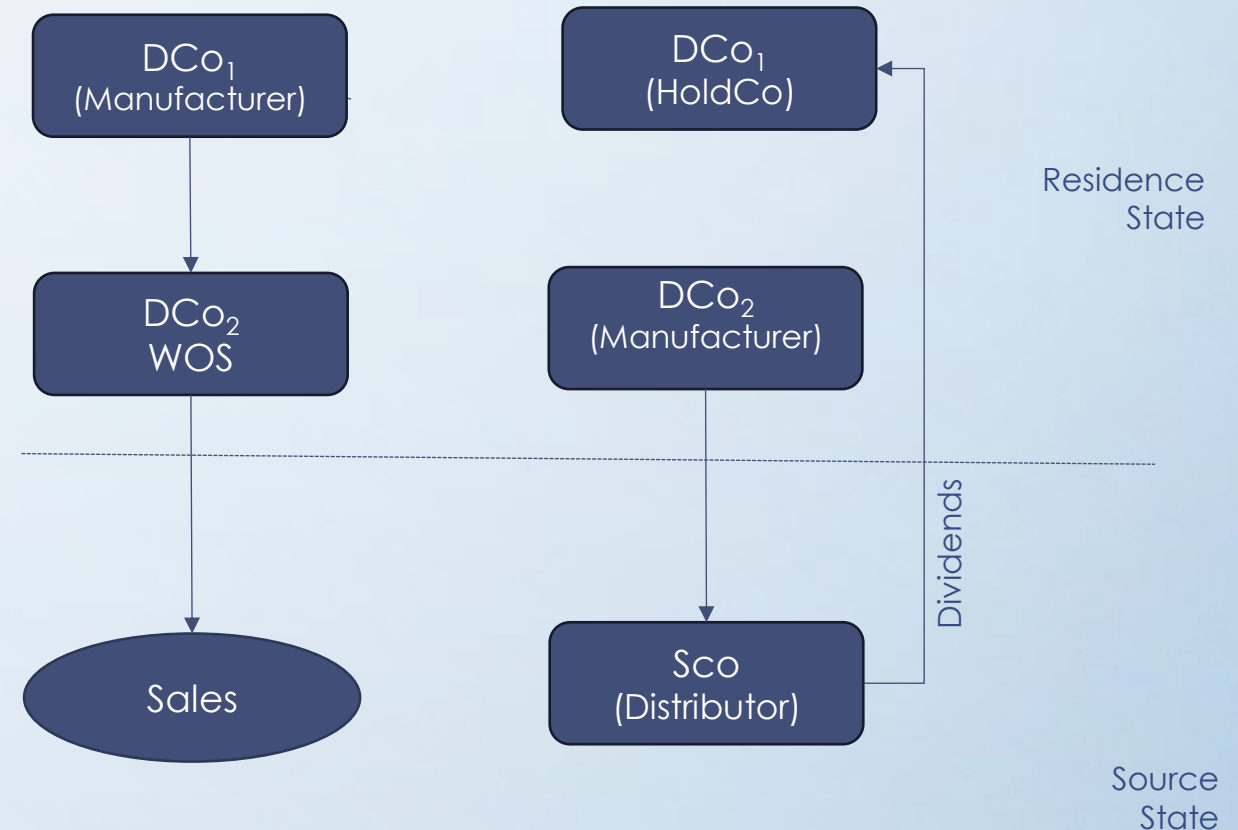 DCo₁
(Manufacturer)
DCo₂
WOS
Sales
DCo₁
(HoldCo)
DCo₂
(Manufacturer)
Sco
(Distributor)
Dividends
Residence
State
Source
State